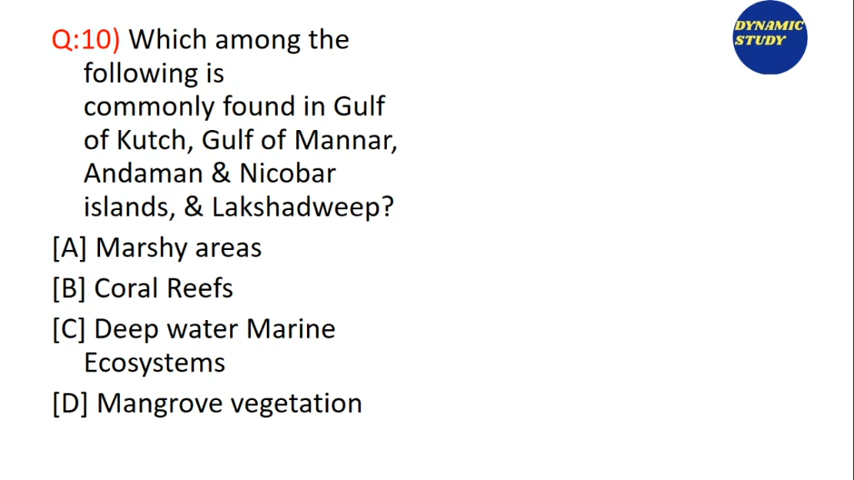 Q:10) Which among the
following is
commonly found in Gulf
of Kutch, Gulf of Mannar,
Andaman & Nicobar
islands, & Lakshadweep?
[A] Marshy areas
[B] Coral Reefs
[C] Deep water Marine
Ecosystems
[D] Mangrove vegetation
DYNAMIC
STUDY